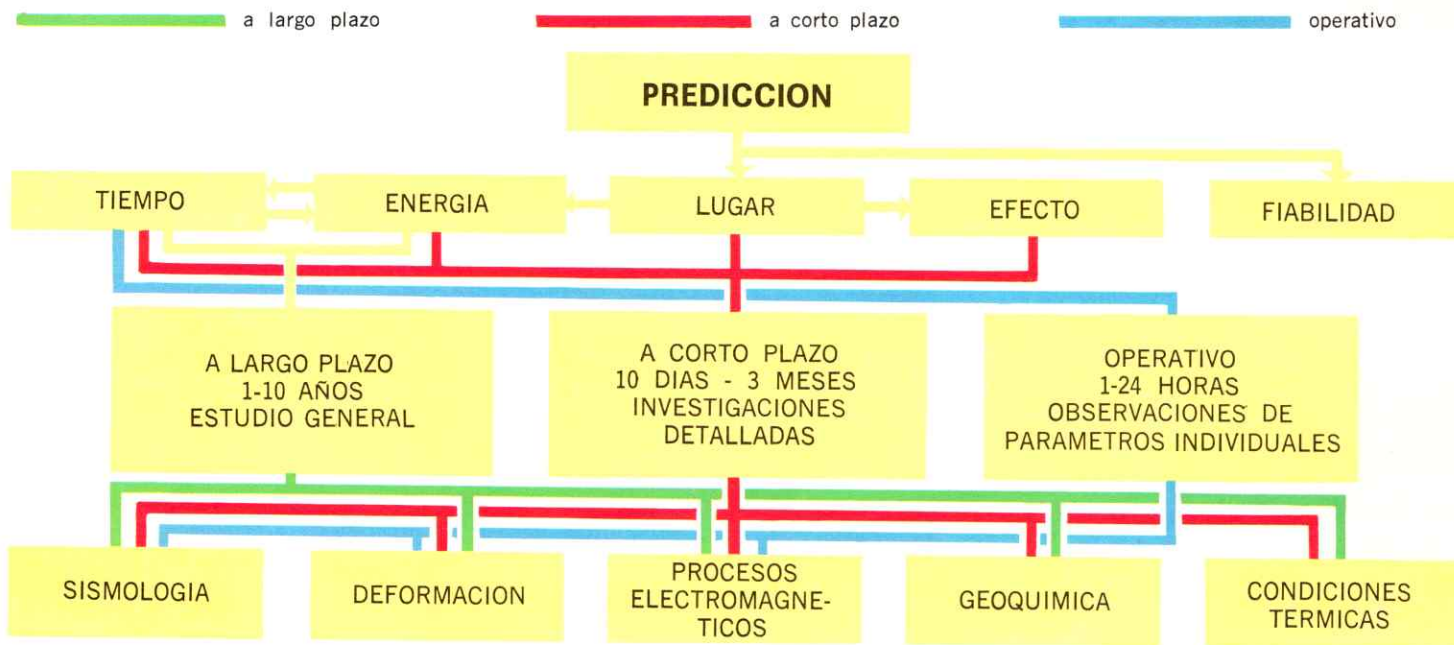 a largo plazo
a corto plazo
operativo
PREDICCION
TIEMPO
ENERGIA
LUGAR
EFECTO
FIABILIDAD
A LARGO PLAZO
1-10 AÑOS
ESTUDIO GENERAL
A CORTO PLAZO
10 DIAS - 3 MESES
INVESTIGACIONES
DETALLADAS
OPERATIVO
1-24 HORAS
OBSERVACIONES DE
PARAMETROS INDIVIDUALES
SISMOLOGIA
DEFORMACION
PROCESOS
ELECTROMAGNE-
TICOS
GEOQUIMICA
CONDICIONES
TERMICAS